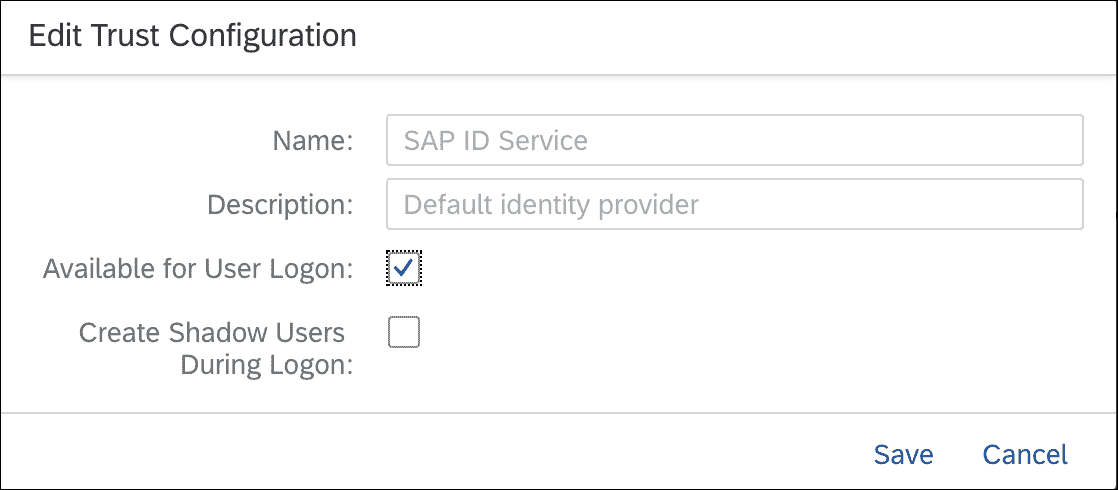 Edit Trust Configuration
Name: SAP ID Service
Description: Default identity provider
Available for User Logon:
Create Shadow Users
During Logon:
Save Cancel